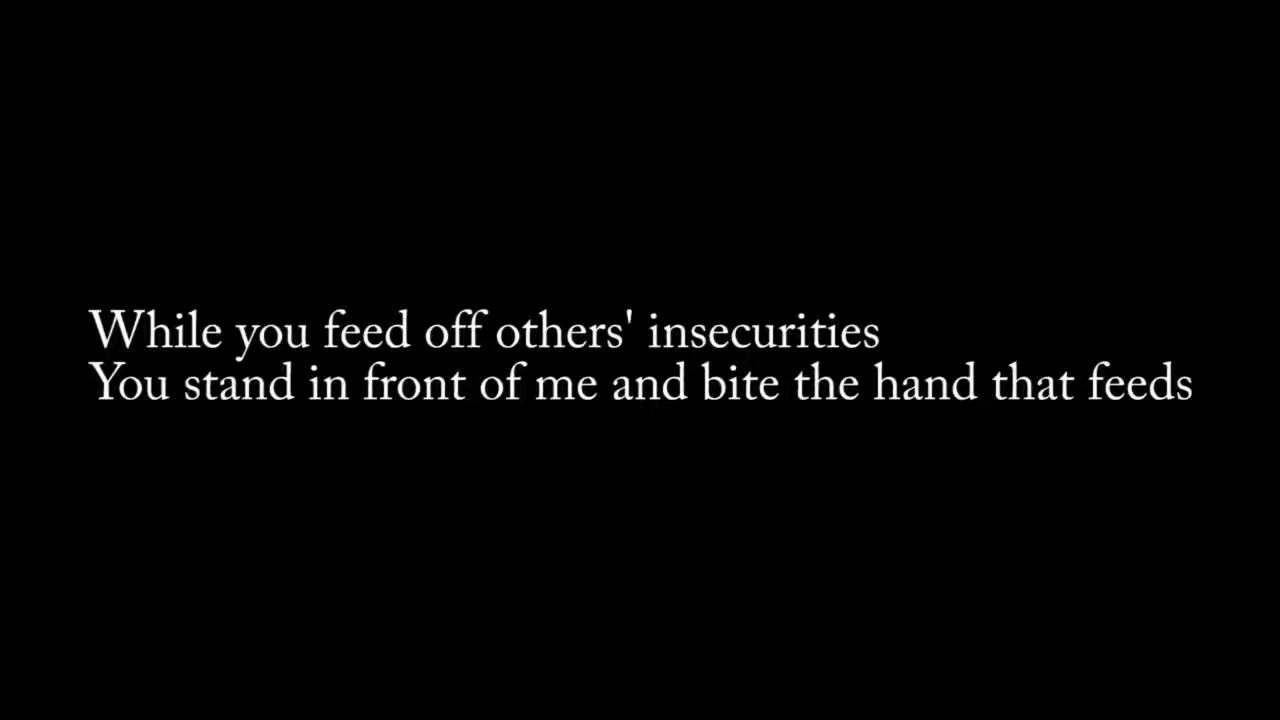 While you feed off others' insecurities
You stand in front of me and bite the hand that feeds